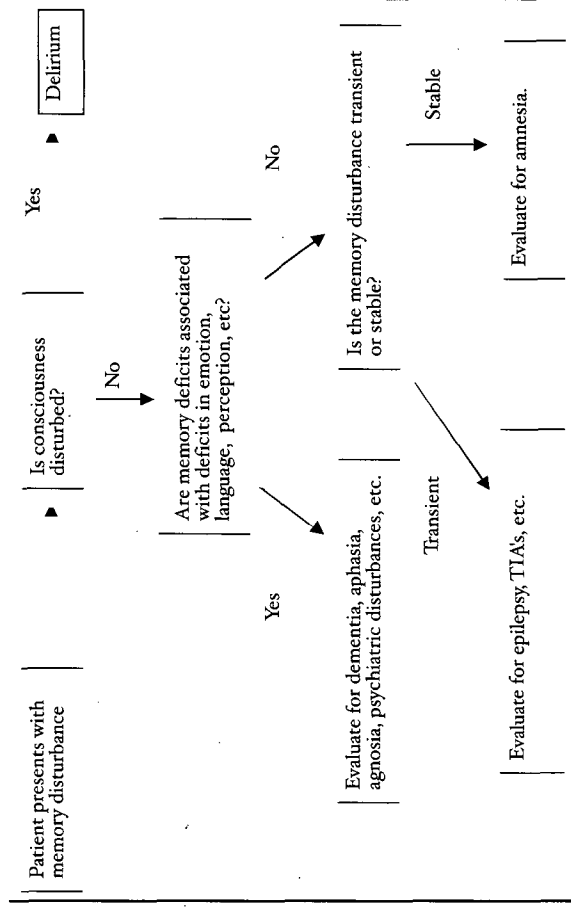 Patient presents with
memory disturbance
Is consciousness
disturbed?
Yes
Delirium
No
Are memory deficits associated
with deficits in emotion,
language, perception, etc?
Yes
No
Evaluate for dementia, aphasia,
agnosia, psychiatric disturbances, etc.
Is the memory disturbance transient
or stable?
Transient
Stable
Evaluate for epilepsy, TIA's, etc.
Evaluate for amnesia.